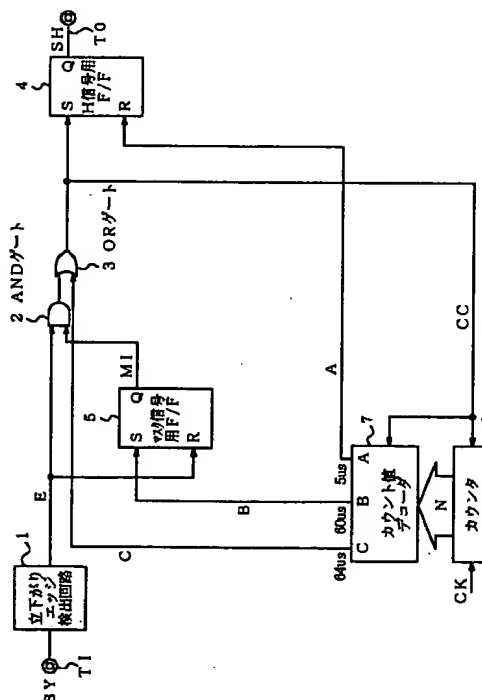 SH
TO
4
S
Q
H信号用
F/F
R
2 ANDゲート
3 ORゲート
MI
5
S
Q
マスク信号
用F/F
R
E
1
立下がり
エッジ
検出回路
SY
TI
C
B
A
CC
64us
60us
5us
C
B
A
7
カウント値
デコーダ
N
カウンタ
CK